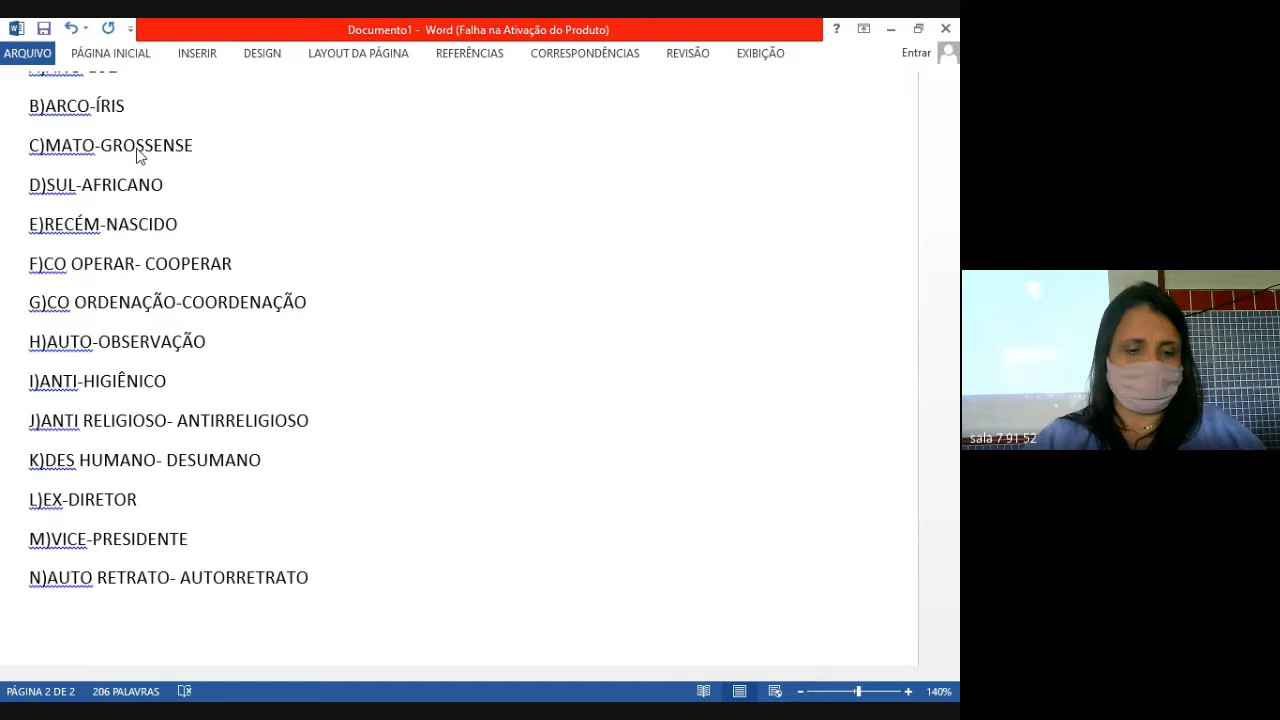 Documento1 - Word (Falha na Ativação do Produto)
?
ARQUIVO PÁGINA INICIAL INSERIR DESIGN LAYOUT DA PÁGINA REFERÊNCIAS CORRESPONDÊNCIAS REVISÃO EXIBIÇÃO Entrar
B)ARCO-ÍRIS
C)MATO-GROSSENSE
D)SUL-AFRICANO
E)RECÉM-NASCIDO
F)CO OPERAR- COOPERAR
G)CO ORDENAÇÃO-COORDENAÇÃO
H)AUTO-OBSERVAÇÃO
I)ANTI-HIGIÊNICO
J)ANTI RELIGIOSO- ANTIRRELIGIOSO
K)DES HUMANO- DESUMANO
L)EX-DIRETOR
M)VICE-PRESIDENTE
N)AUTO RETRATO- AUTORRETRATO
sala 7 91 52
PÁGINA 2 DE 2 206 PALAVRAS 140%